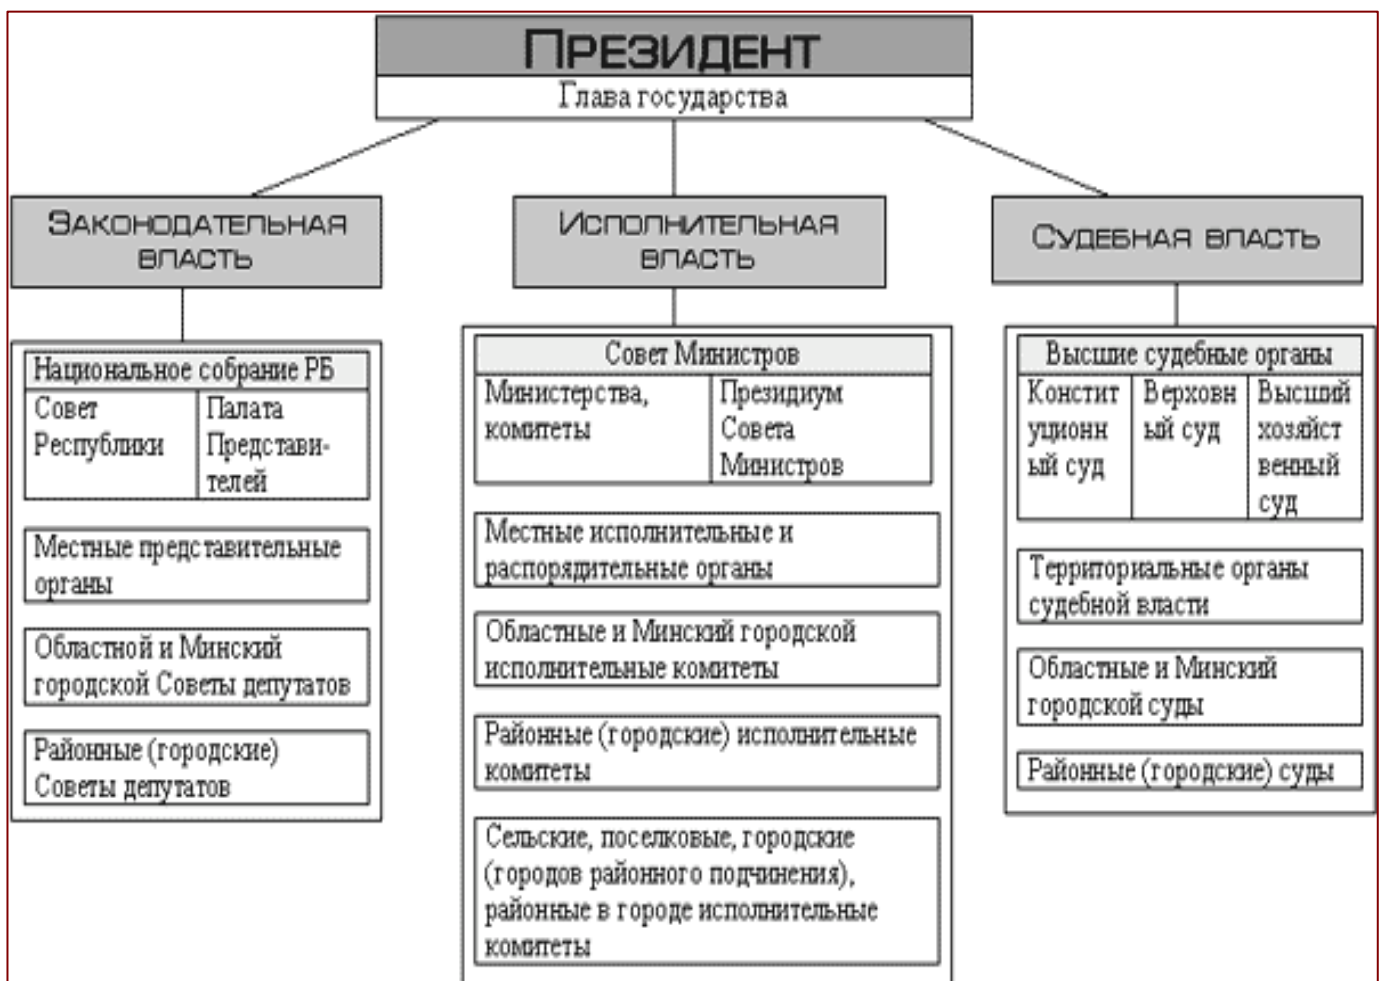 ПРЕЗИДЕНТ
Глава государства
ЗАКОНОДАТЕЛЬНАЯ
ВЛАСТЬ
Национальное собрание РБ
Совет
Республики
Палата
Представи-
телей
Местные представительные
органы
Областной и Минский
городской Советы депутатов
Районные (городские)
Советы депутатов
ИСПОЛНИТЕЛЬНАЯ
ВЛАСТЬ
Совет Министров
Министерства,
комитеты
Президиум
Совета
Министров
Местные исполнительные и
распорядительные органы
Областные и Минский городской
исполнительные комитеты
Районные (городские) исполнительные
комитеты
Сельские, поселковые, городские
(городов районного подчинения),
районные в городе исполнительные
комитеты
СУДЕБНАЯ ВЛАСТЬ
Высшие судебные органы
Констит
уционн
ый суд
Верховн
ый суд
Высший
хозяйст
венный
суд
Территориальные органы
судебной власти
Областные и Минский
городской суды
Районные (городские) суды